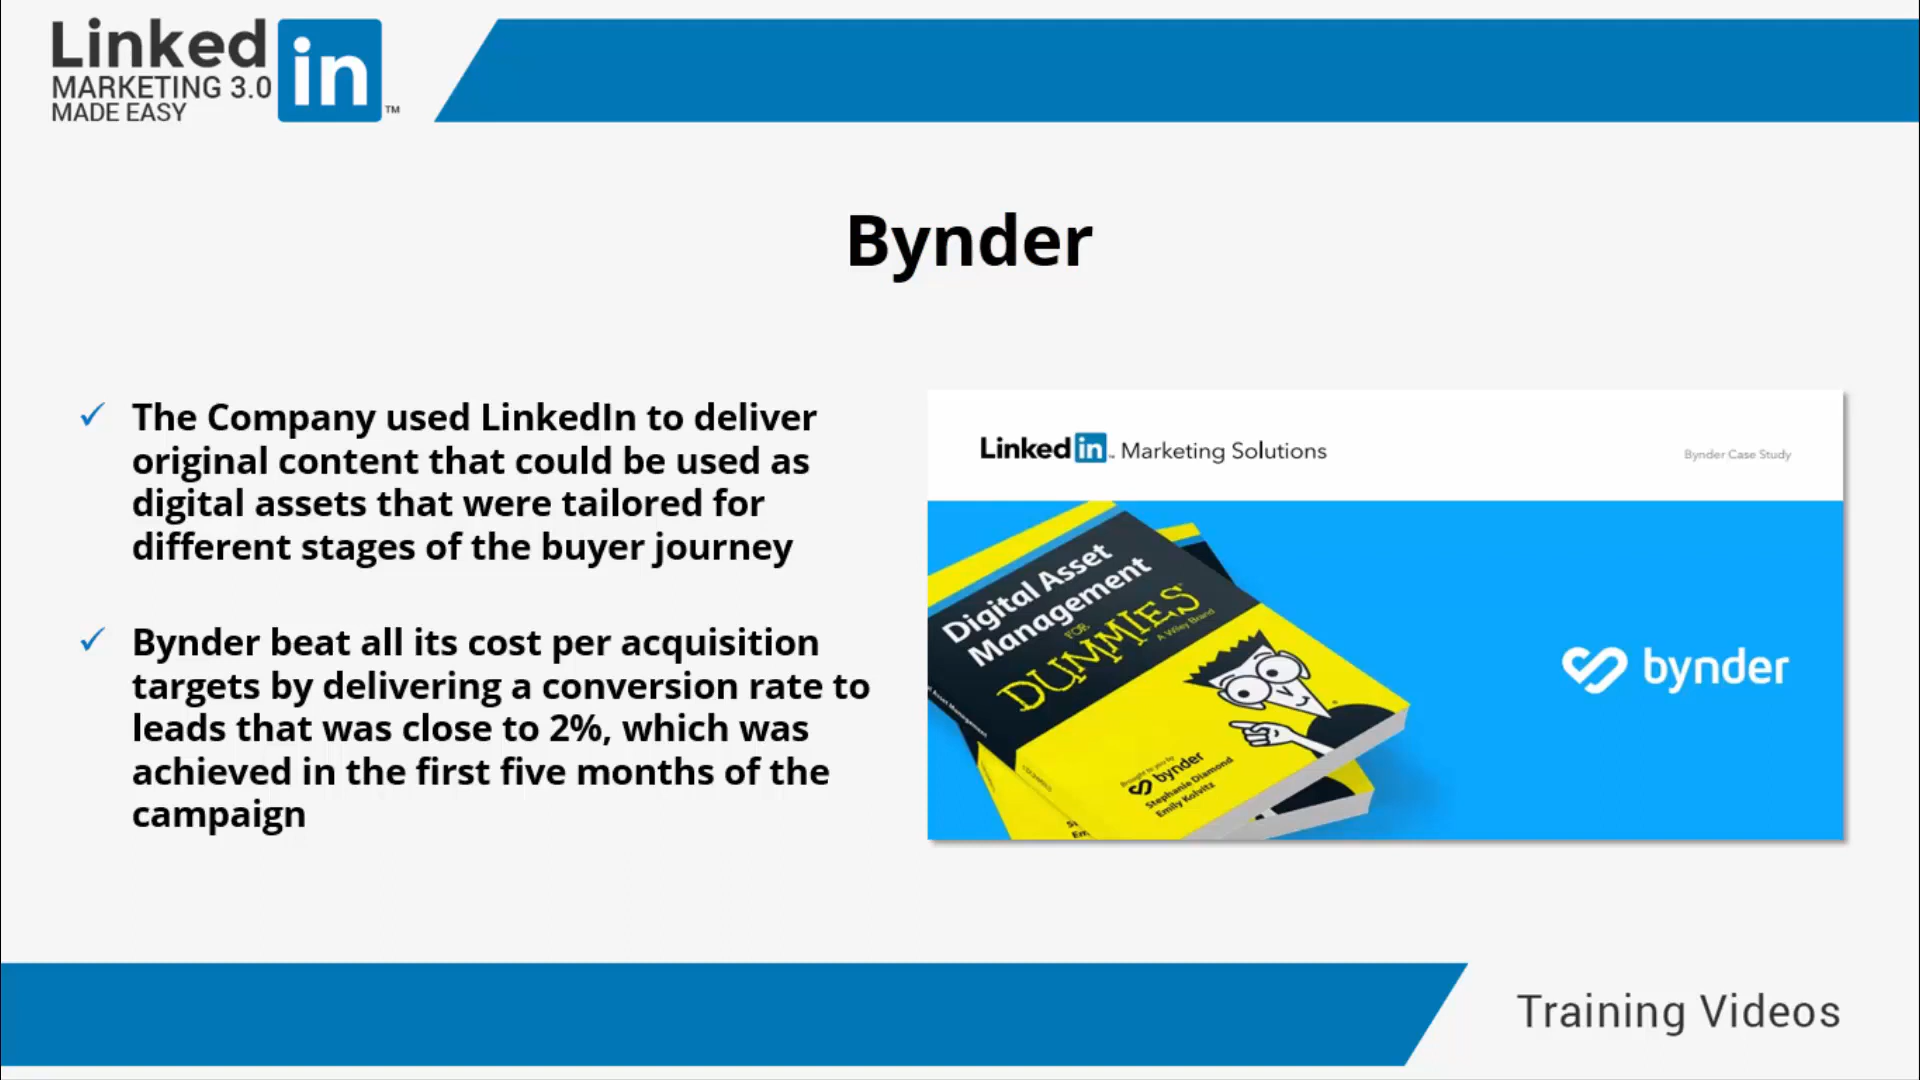 Linked in
MARKETING 3.0
MADE EASY
™
Bynder
The Company used LinkedIn to deliver
original content that could be used as
digital assets that were tailored for
different stages of the buyer journey
Bynder beat all its cost per acquisition
targets by delivering a conversion rate to
leads that was close to 2%, which was
achieved in the first five months of the
campaign
Linked in Marketing Solutions
Bynder Case Study
Digital Asset
Management
FOR
DUMMIES
A Wiley Brand
Brought to you by
bynder
Stephanie Diamond
Emily Kolvitz
bynder
Training Videos